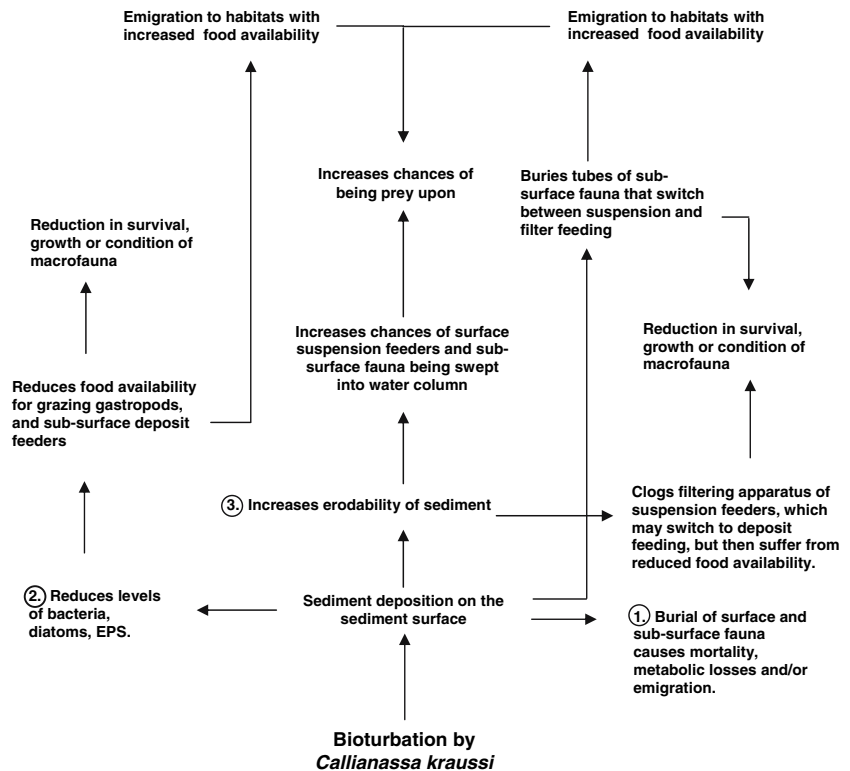 Emigration to habitats with
increased food availability
Emigration to habitats with
increased food availability
Increases chances of
being prey upon
Buries tubes of sub-
surface fauna that switch
between suspension and
filter feeding
Reduction in survival,
growth or condition of
macrofauna
Increases chances of surface
suspension feeders and sub-
surface fauna being swept
into water column
Reduction in survival,
growth or condition of
macrofauna
Reduces food availability
for grazing gastropods,
and sub-surface deposit
feeders
3. Increases erodability of sediment
Clogs filtering apparatus of
suspension feeders, which
may switch to deposit
feeding, but then suffer from
reduced food availability.
2. Reduces levels
of bacteria,
diatoms, EPS.
Sediment deposition on the
sediment surface
1. Burial of surface and
sub-surface fauna
causes mortality,
metabolic losses and/or
emigration.
Bioturbation by
Callianassa kraussi